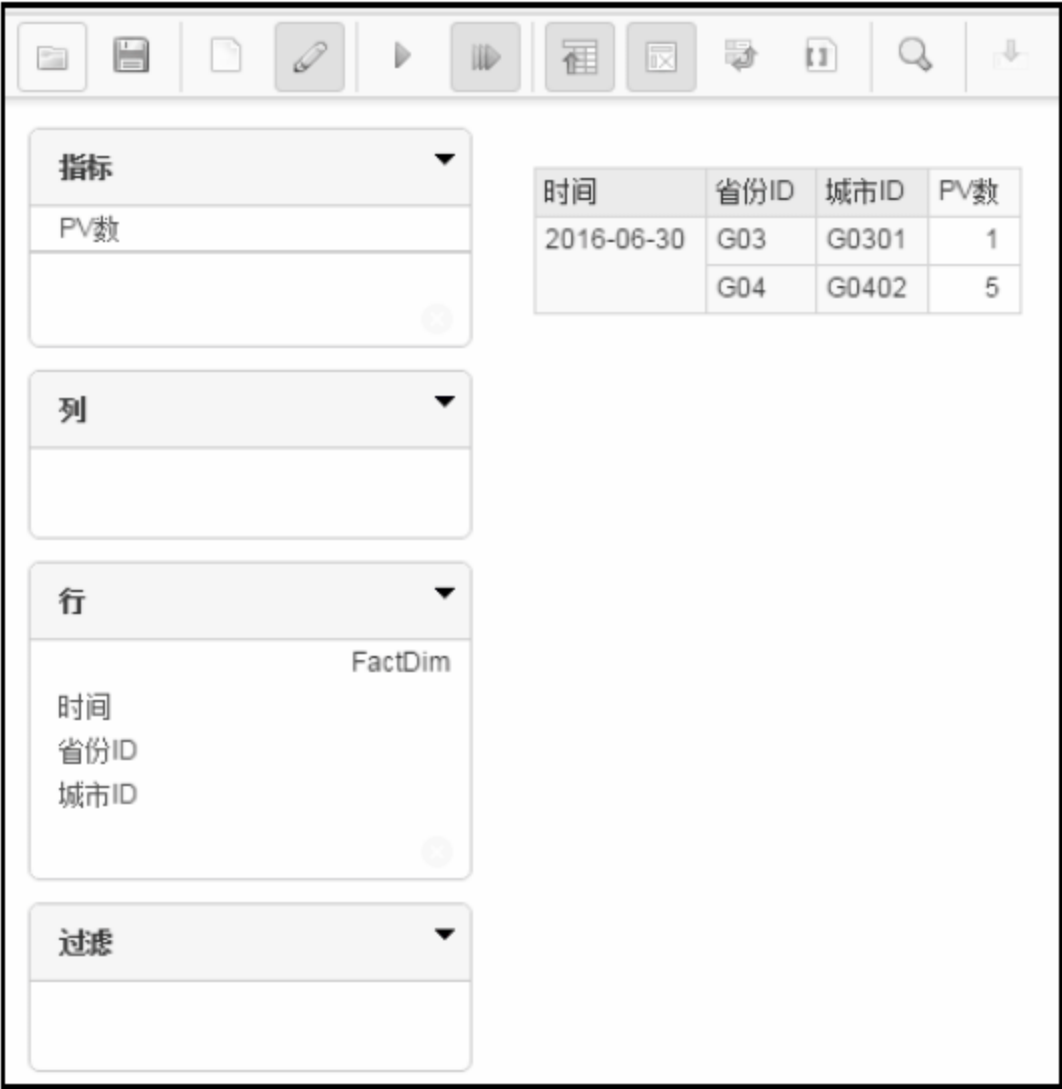 指标
PV数
列
行
FactDim
时间
省份ID
城市ID
过滤
时间 省份ID 城市ID PV数
2016-06-30 G03 G0301 1
G04 G0402 5